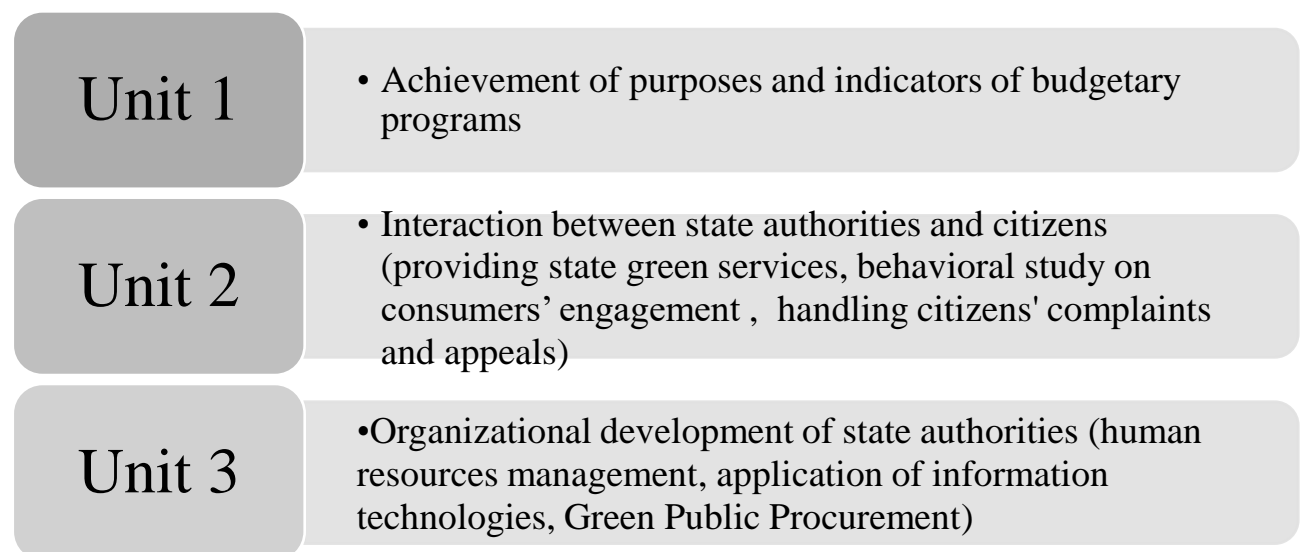 Unit 1
• Achievement of purposes and indicators of budgetary
programs
Unit 2
• Interaction between state authorities and citizens
(providing state green services, behavioral study on
consumers’ engagement ,  handling citizens' complaints
and appeals)
Unit 3
•Organizational development of state authorities (human
resources management, application of information
technologies, Green Public Procurement)